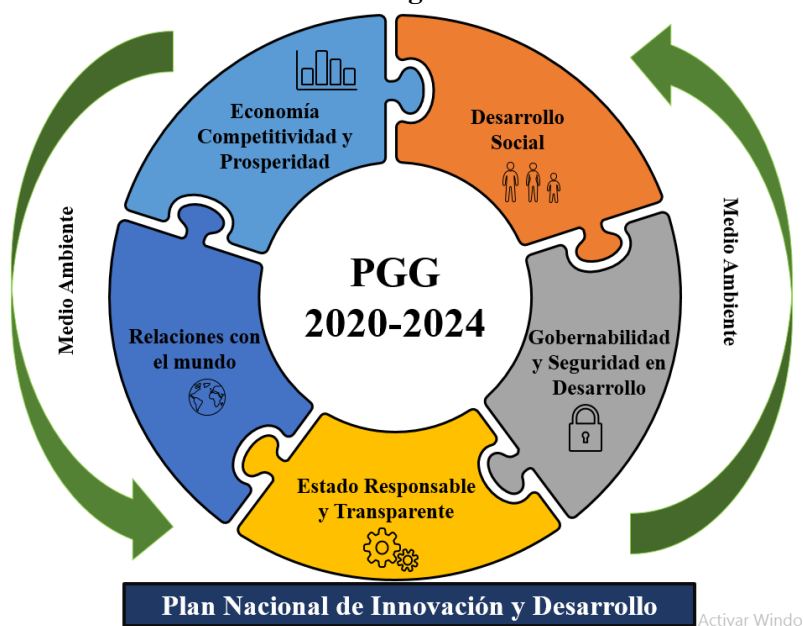 Economía
Competitividad y
Prosperidad
Desarrollo
Social
Medio Ambiente
Medio Ambiente
PGG
2020-2024
Relaciones con
el mundo
Gobernabilidad
y Seguridad en
Desarrollo
Estado Responsable
y Transparente
Plan Nacional de Innovación y Desarrollo
Activar Windo